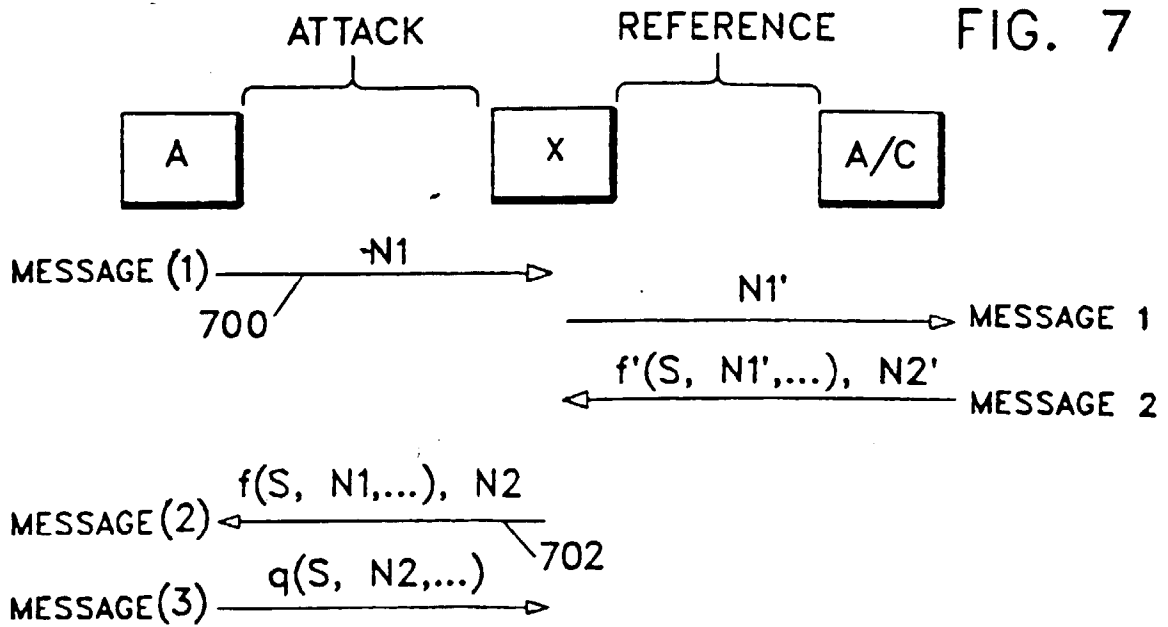 ATTACK REFERENCE FIG. 7
A X A/C
MESSAGE (1) N1
700
N1' MESSAGE 1
f'(S, N1',...), N2' MESSAGE 2
f(S, N1,...), N2
MESSAGE (2)
702
q(S, N2,...)
MESSAGE (3)